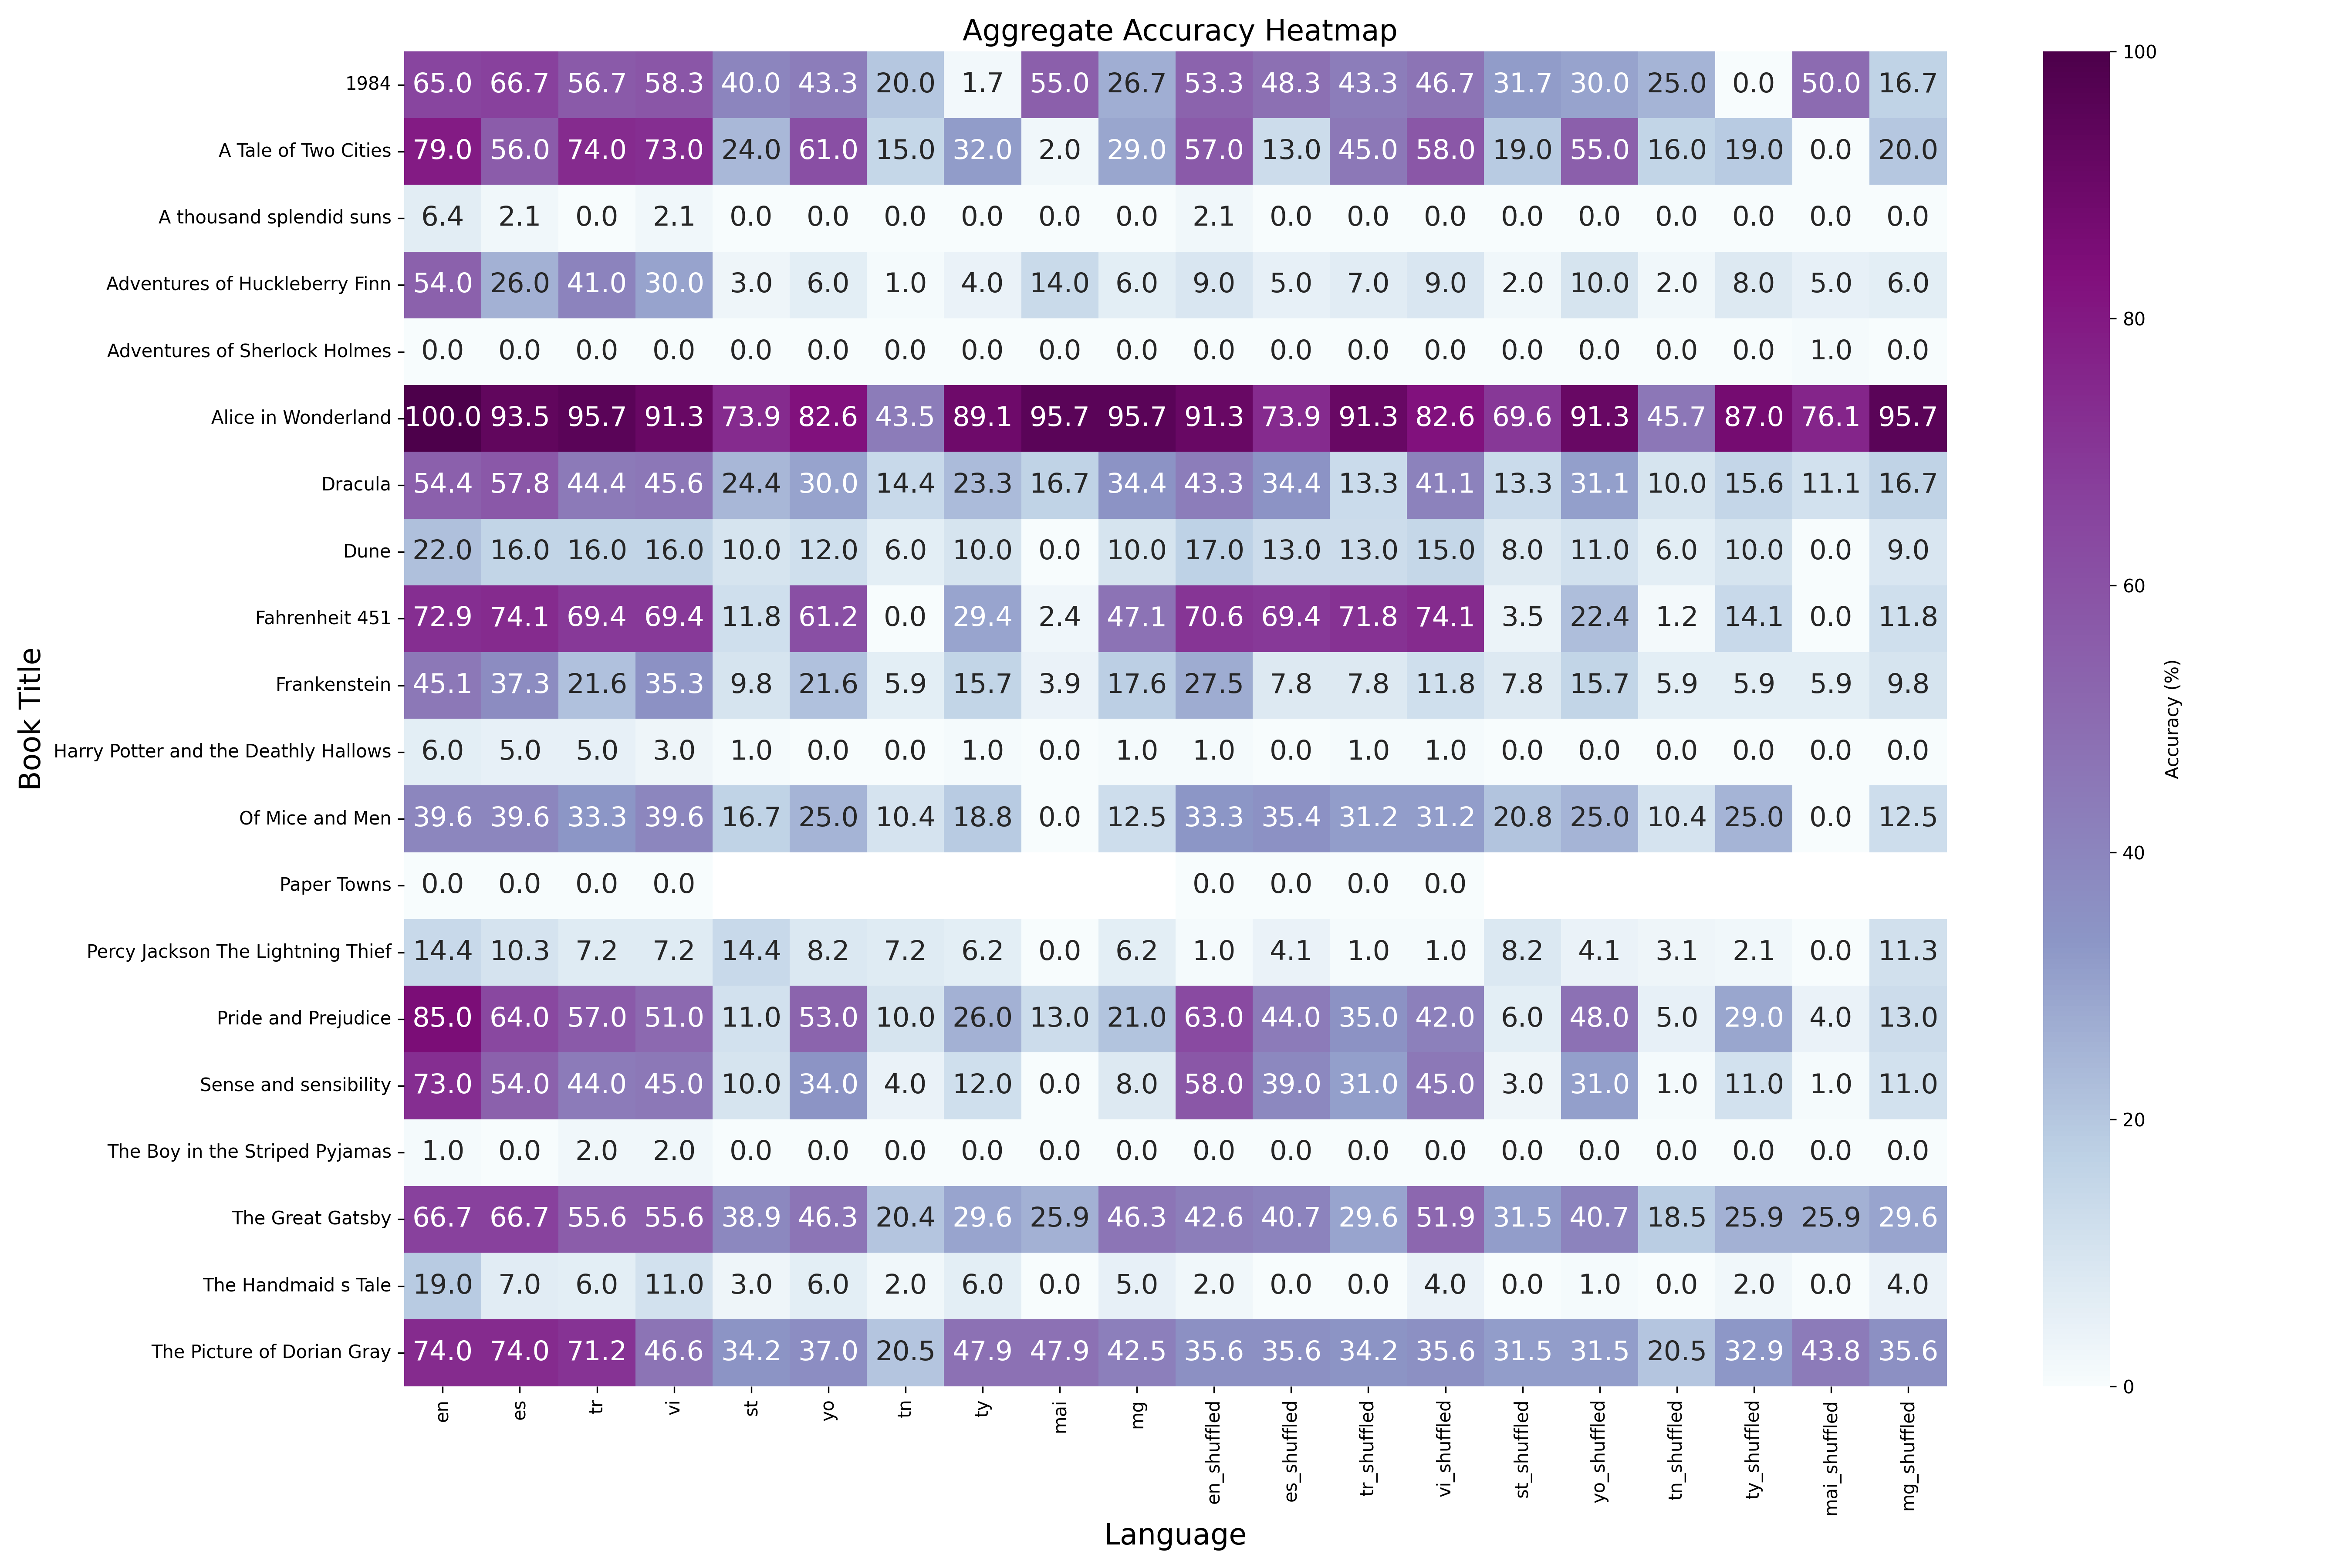 Aggregate Accuracy Heatmap
Book Title
1984 65.0 66.7 56.7 58.3 40.0 43.3 20.0 1.7 55.0 26.7 53.3 48.3 43.3 46.7 31.7 30.0 25.0 0.0 50.0 16.7
A Tale of Two Cities 79.0 56.0 74.0 73.0 24.0 61.0 15.0 32.0 2.0 29.0 57.0 13.0 45.0 58.0 19.0 55.0 16.0 19.0 0.0 20.0
A thousand splendid suns 6.4 2.1 0.0 2.1 0.0 0.0 0.0 0.0 0.0 0.0 2.1 0.0 0.0 0.0 0.0 0.0 0.0 0.0 0.0 0.0
Adventures of Huckleberry Finn 54.0 26.0 41.0 30.0 3.0 6.0 1.0 4.0 14.0 6.0 9.0 5.0 7.0 9.0 2.0 10.0 2.0 8.0 5.0 6.0
Adventures of Sherlock Holmes 0.0 0.0 0.0 0.0 0.0 0.0 0.0 0.0 0.0 0.0 0.0 0.0 0.0 0.0 0.0 0.0 0.0 0.0 1.0 0.0
Alice in Wonderland 100.0 93.5 95.7 91.3 73.9 82.6 43.5 89.1 95.7 95.7 91.3 73.9 91.3 82.6 69.6 91.3 45.7 87.0 76.1 95.7
Dracula 54.4 57.8 44.4 45.6 24.4 30.0 14.4 23.3 16.7 34.4 43.3 34.4 13.3 41.1 13.3 31.1 10.0 15.6 11.1 16.7
Dune 22.0 16.0 16.0 16.0 10.0 12.0 6.0 10.0 0.0 10.0 17.0 13.0 13.0 15.0 8.0 11.0 6.0 10.0 0.0 9.0
Fahrenheit 451 72.9 74.1 69.4 69.4 11.8 61.2 0.0 29.4 2.4 47.1 70.6 69.4 71.8 74.1 3.5 22.4 1.2 14.1 0.0 11.8
Frankenstein 45.1 37.3 21.6 35.3 9.8 21.6 5.9 15.7 3.9 17.6 27.5 7.8 7.8 11.8 7.8 15.7 5.9 5.9 5.9 9.8
Harry Potter and the Deathly Hallows 6.0 5.0 5.0 3.0 1.0 0.0 0.0 1.0 0.0 1.0 1.0 0.0 1.0 1.0 0.0 0.0 0.0 0.0 0.0 0.0
Of Mice and Men 39.6 39.6 33.3 39.6 16.7 25.0 10.4 18.8 0.0 12.5 33.3 35.4 31.2 31.2 20.8 25.0 10.4 25.0 0.0 12.5
Paper Towns 0.0 0.0 0.0 0.0 0.0 0.0 0.0 0.0
Percy Jackson The Lightning Thief 14.4 10.3 7.2 7.2 14.4 8.2 7.2 6.2 0.0 6.2 1.0 4.1 1.0 1.0 8.2 4.1 3.1 2.1 0.0 11.3
Pride and Prejudice 85.0 64.0 57.0 51.0 11.0 53.0 10.0 26.0 13.0 21.0 63.0 44.0 35.0 42.0 6.0 48.0 5.0 29.0 4.0 13.0
Sense and sensibility 73.0 54.0 44.0 45.0 10.0 34.0 4.0 12.0 0.0 8.0 58.0 39.0 31.0 45.0 3.0 31.0 1.0 11.0 1.0 11.0
The Boy in the Striped Pyjamas 1.0 0.0 2.0 2.0 0.0 0.0 0.0 0.0 0.0 0.0 0.0 0.0 0.0 0.0 0.0 0.0 0.0 0.0 0.0 0.0
The Great Gatsby 66.7 66.7 55.6 55.6 38.9 46.3 20.4 29.6 25.9 46.3 42.6 40.7 29.6 51.9 31.5 40.7 18.5 25.9 25.9 29.6
The Handmaid s Tale 19.0 7.0 6.0 11.0 3.0 6.0 2.0 6.0 0.0 5.0 2.0 0.0 0.0 4.0 0.0 1.0 0.0 2.0 0.0 4.0
The Picture of Dorian Gray 74.0 74.0 71.2 46.6 34.2 37.0 20.5 47.9 47.9 42.5 35.6 35.6 34.2 35.6 31.5 31.5 20.5 32.9 43.8 35.6
en es tr vi st yo tn ty mai mg en_shuffled es_shuffled tr_shuffled vi_shuffled st_shuffled yo_shuffled tn_shuffled ty_shuffled mai_shuffled mg_shuffled
Language
100
80
60
40
20
0
Accuracy (%)